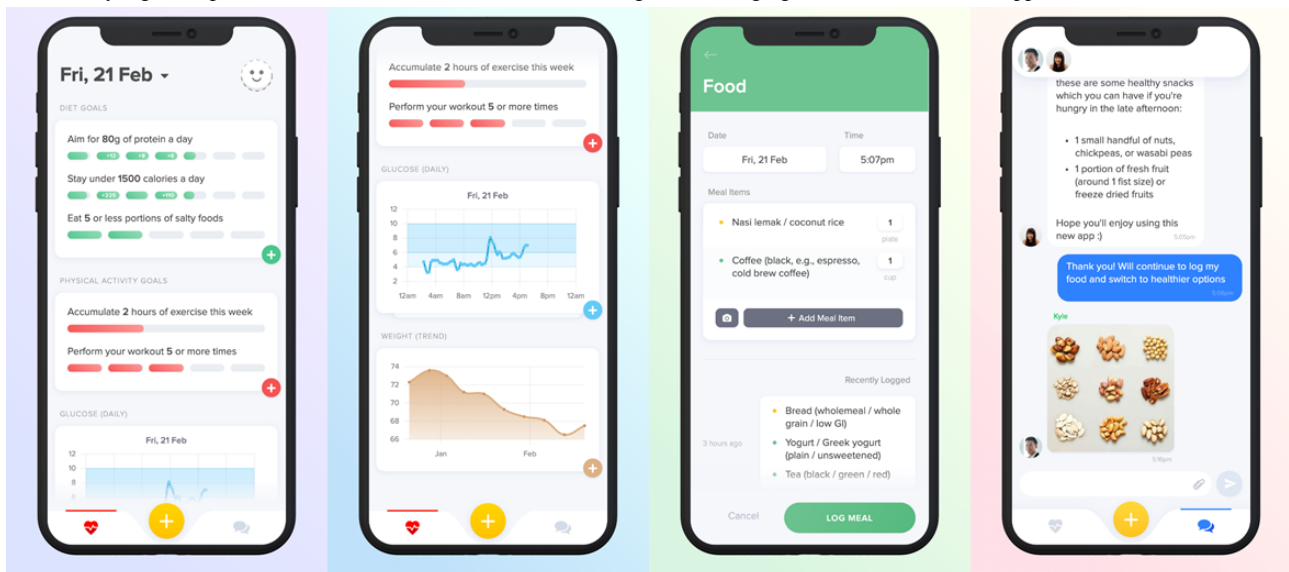 Fri, 21 Feb
DIET GOALS
Aim for 80g of protein a day
+12 +8 +8
Stay under 1500 calories a day
+225 +110
Eat 5 or less portions of salty foods
PHYSICAL ACTIVITY GOALS
Accumulate 2 hours of exercise this week
Perform your workout 5 or more times
GLUCOSE (DAILY)
Fri, 21 Feb
12
10
8
6
Accumulate 2 hours of exercise this week
Perform your workout 5 or more times
GLUCOSE (DAILY)
Fri, 21 Feb
12
10
8
6
4
2
12am 4am 8am 12pm 4pm 8pm 12am
WEIGHT (TREND)
74
72
70
68
66
Jan Feb
Food
Date Time
Fri, 21 Feb 5:07pm
Meal Items
Nasi lemak / coconut rice 1
plate
Coffee (black, e.g., espresso, 1
cold brew coffee) cup
+ Add Meal Item
Recently Logged
3 hours ago
• Bread (wholemeal / whole
grain / low GI)
• Yogurt / Greek yogurt
(plain / unsweetened)
• Tea (black / green / red)
Cancel LOG MEAL
these are some healthy snacks
which you can have if you're
hungry in the late afternoon:
• 1 small handful of nuts,
chickpeas, or wasabi peas
• 1 portion of fresh fruit
(around 1 fist size) or
freeze dried fruits
Hope you'll enjoy using this
new app :) 5:05pm
Thank you! Will continue to log my
food and switch to healthier options
Kyle
5:16pm